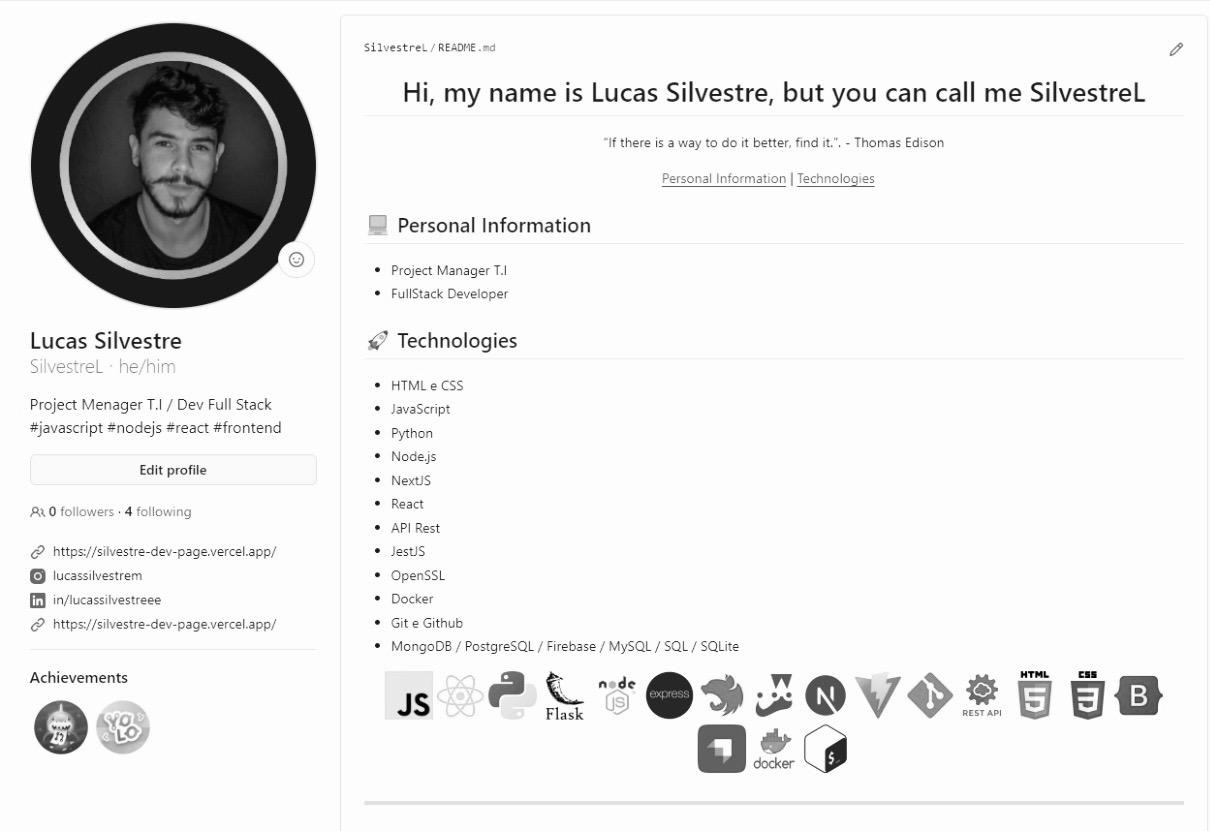 Lucas Silvestre
SilvestreL · he/him
Project Menager T.I / Dev Full Stack
#javascript #nodejs #react #frontend
Edit profile
0 followers · 4 following
https://silvestre-dev-page.vercel.app/
lucassilvestrem
in/lucassilvestreee
https://silvestre-dev-page.vercel.app/
Achievements
YOLO
SilvestreL/README.md
Hi, my name is Lucas Silvestre, but you can call me SilvestreL
"If there is a way to do it better, find it.". - Thomas Edison
Personal Information | Technologies
Personal Information
Project Manager T.I
FullStack Developer
Technologies
HTML e CSS
JavaScript
Python
Node.js
NextJS
React
API Rest
JestJS
OpenSSL
Docker
Git e Github
MongoDB / PostgreSQL / Firebase / MySQL / SQL / SQLite
JS Flask node JS express N REST API HTML 5 CSS 3 B
docker $_